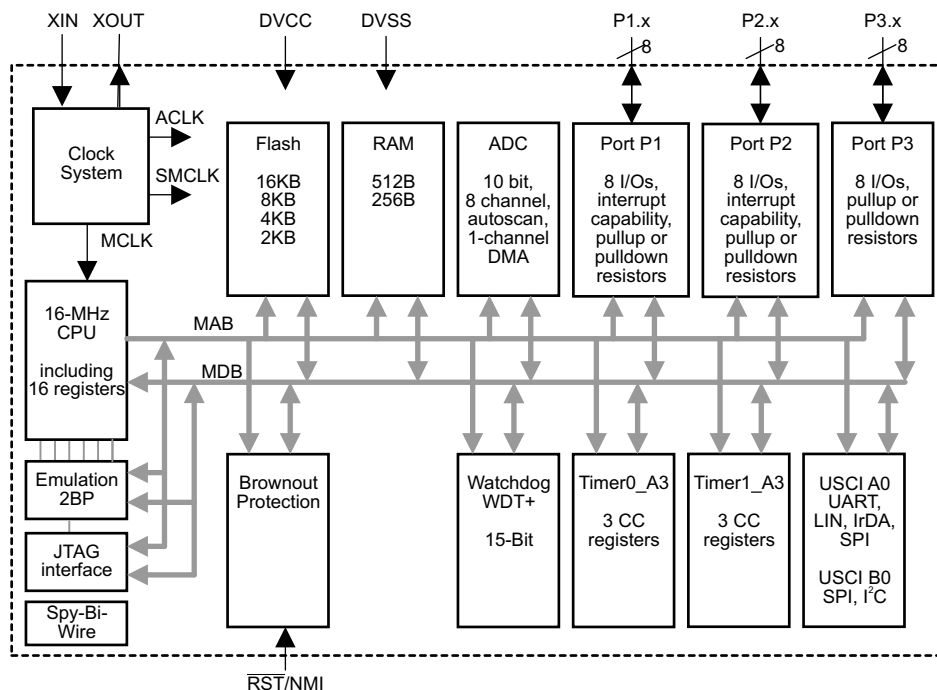 XIN
XOUT
DVCC
DVSS
P1.x
P2.x
P3.x
8
8
8
Clock
System
ACLK
SMCLK
MCLK
Flash
16KB
8KB
4KB
2KB
RAM
512B
256B
ADC
10 bit,
8 channel,
autoscan,
1-channel
DMA
Port P1
8 I/Os,
interrupt
capability,
pullup or
pulldown
resistors
Port P2
8 I/Os,
interrupt
capability,
pullup or
pulldown
resistors
Port P3
8 I/Os,
pullup or
pulldown
resistors
16-MHz
CPU
including
16 registers
MAB
MDB
Emulation
2BP
JTAG
interface
Spy-Bi-
Wire
Brownout
Protection
Watchdog
WDT+
15-Bit
Timer0_A3
3 CC
registers
Timer1_A3
3 CC
registers
USCI A0
UART,
LIN, IrDA,
SPI
USCI B0
SPI, I²C
RST/NMI